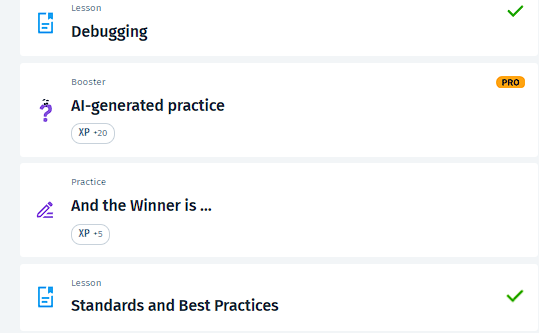 Lesson
Debugging
Booster
PRO
AI-generated practice
XP +20
Practice
And the Winner is ...
XP +5
Lesson
Standards and Best Practices